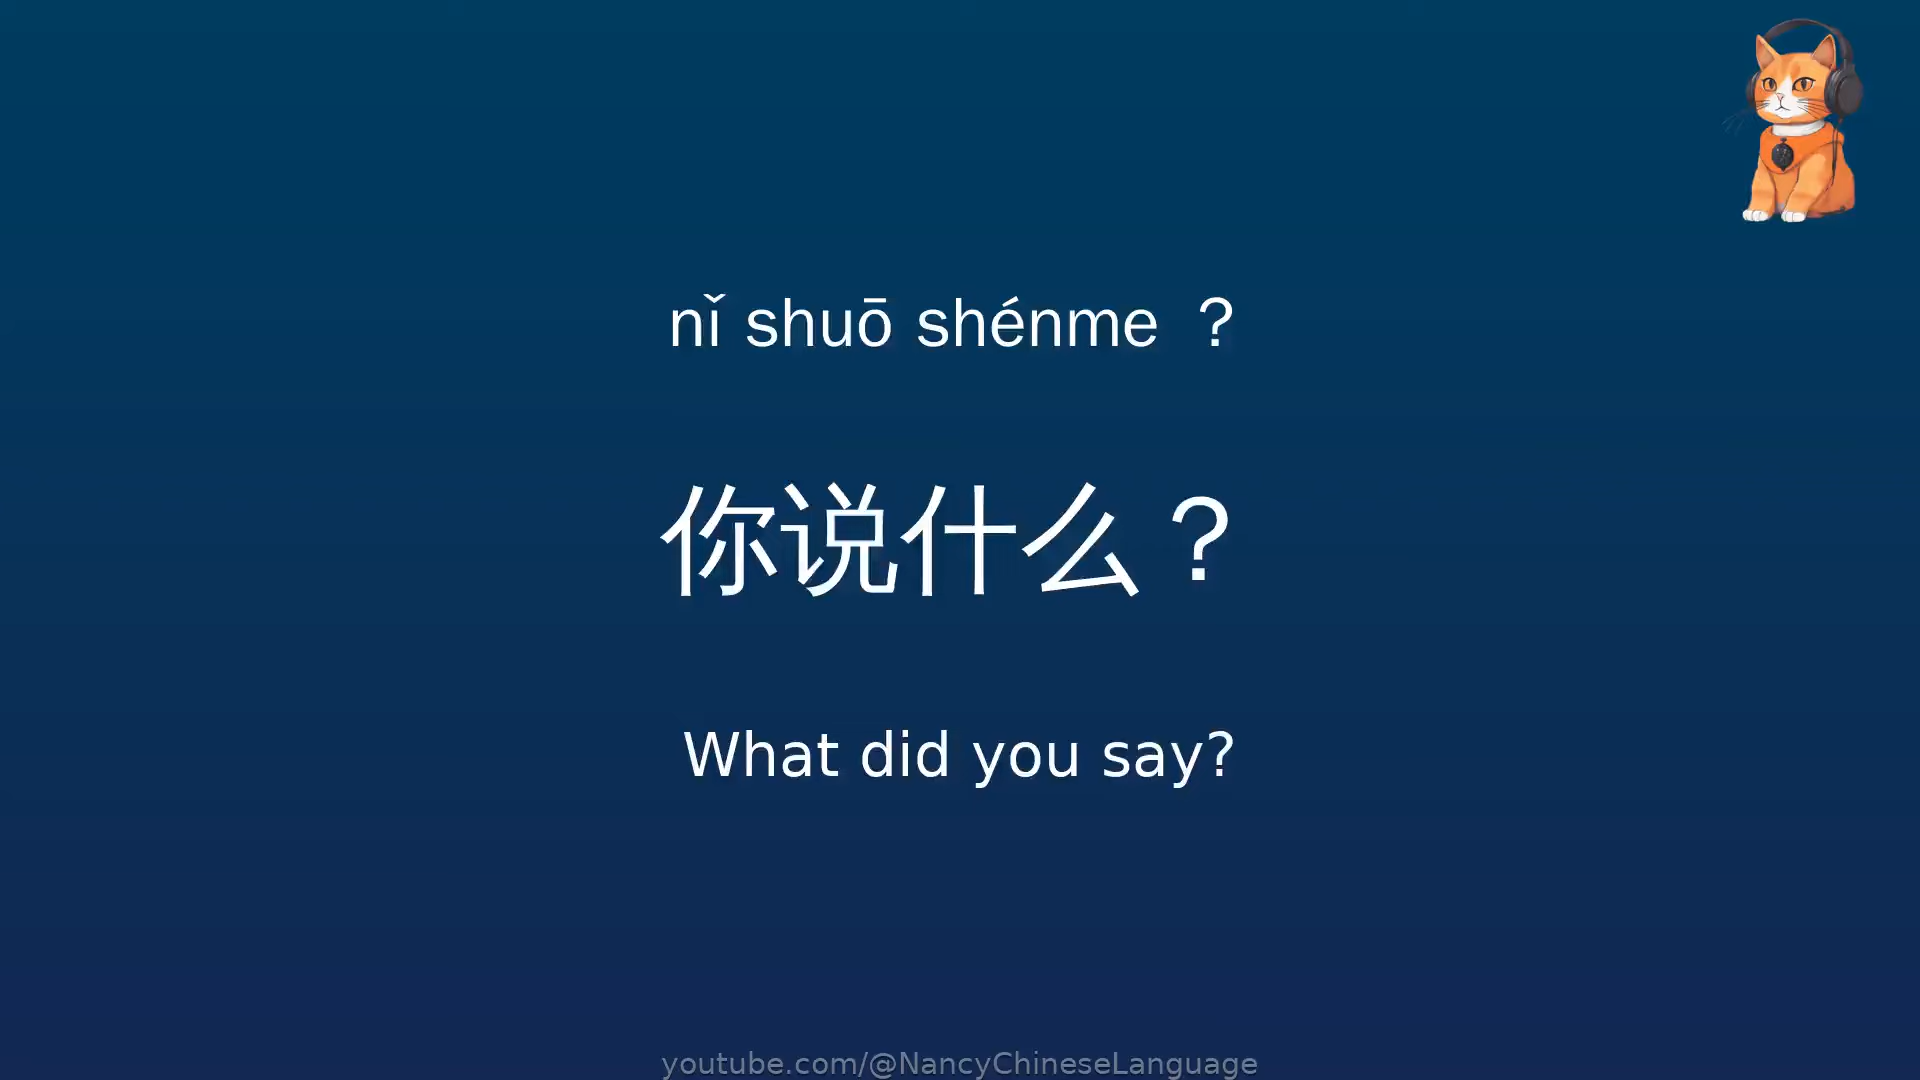 nǐ shuō shénme ？
你说什么？
What did you say?
youtube.com/@NancyChineseLanguage